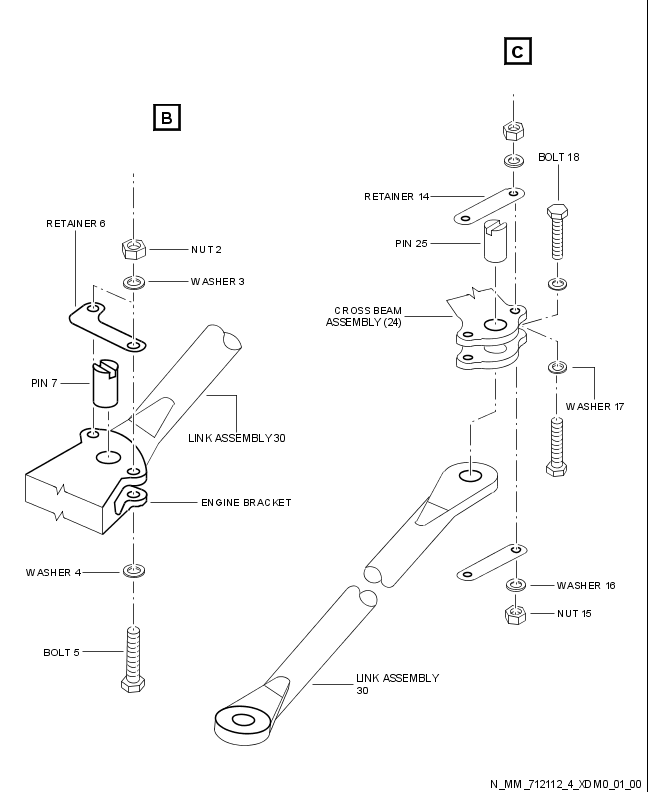 C
B
BOLT 18
RETAINER 14
RETAINER 6
PIN 25
NUT 2
WASHER 3
CROSS BEAM
ASSEMBLY (24)
PIN 7
WASHER 17
LINK ASSEMBLY 30
ENGINE BRACKET
WASHER 4
WASHER 16
NUT 15
BOLT 5
LINK ASSEMBLY
30
N_MM_712112_4_XDM0_01_00